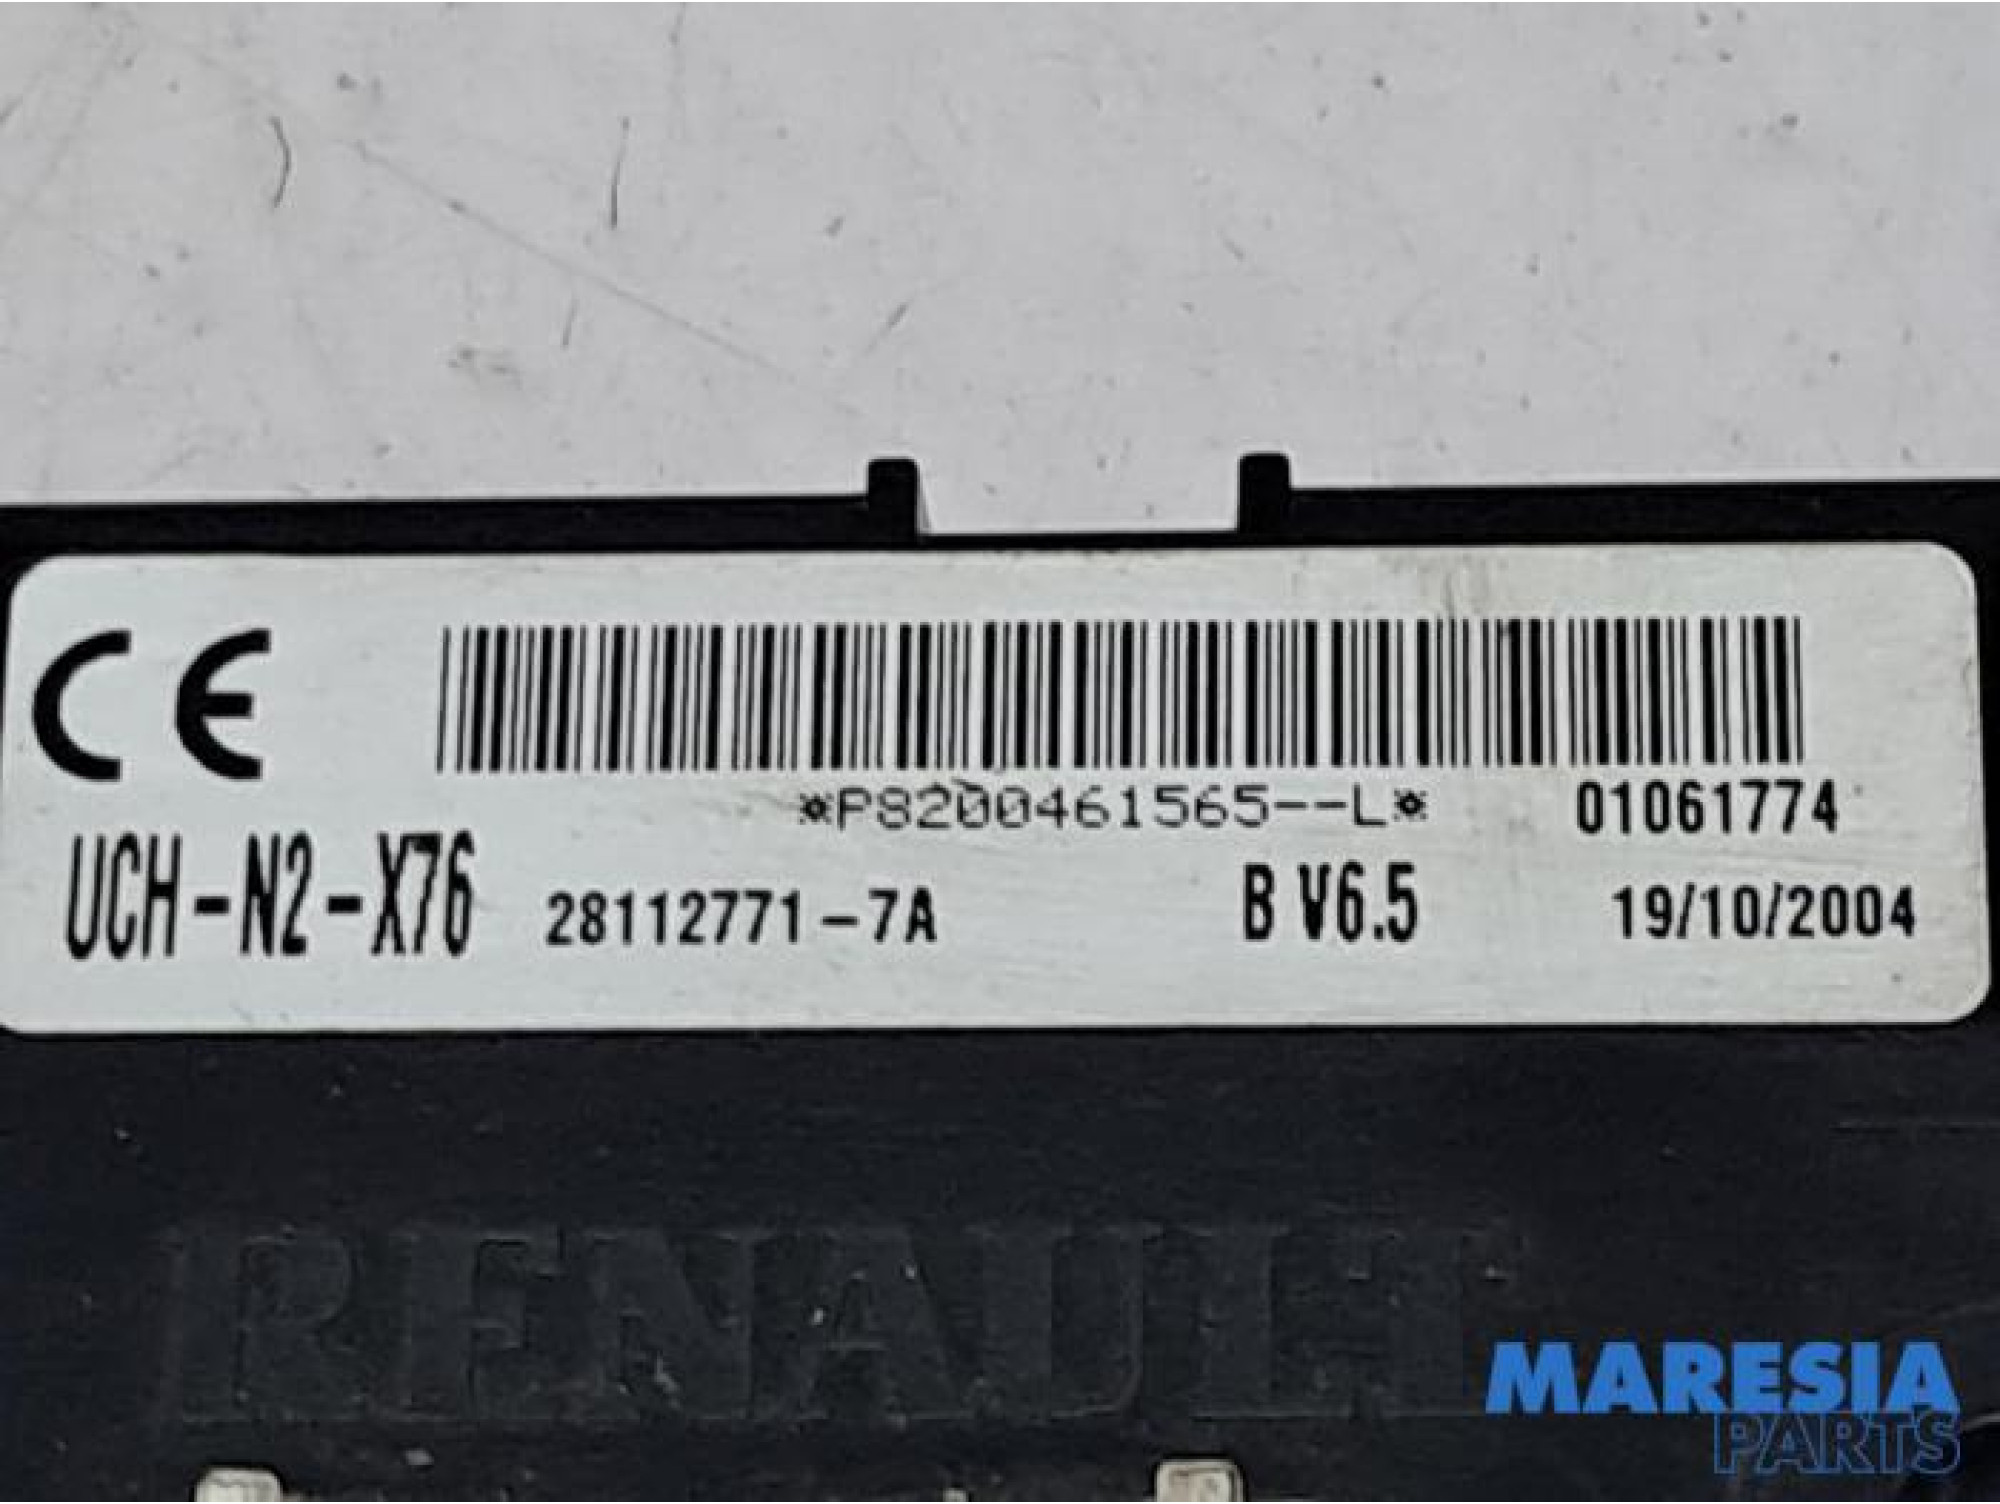 CE
*P8200461565--L*
01061774
UCH-N2-X76 28112771-7A B V6.5 19/10/2004
RENAULT
MARESIA
PARTS